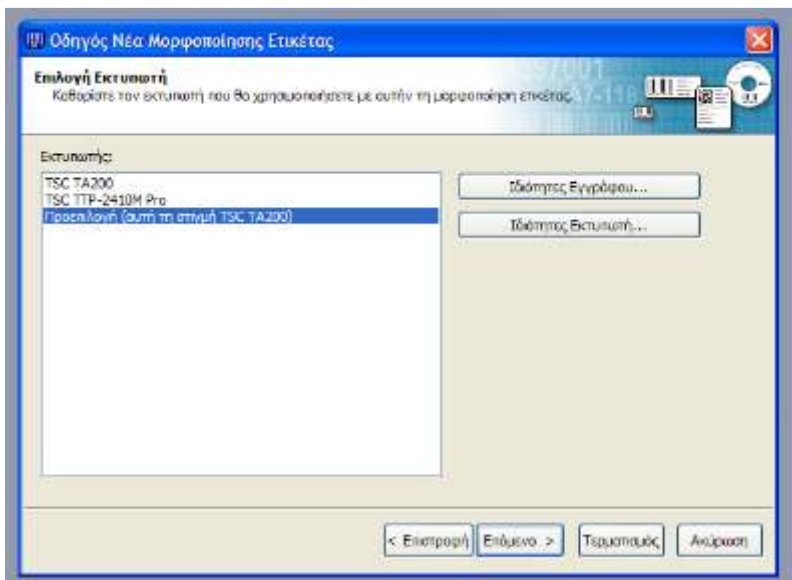 Οδηγός Νέα Μορφοποίησης Ετικέτας
Επιλογή Εκτυπωτή
Καθορίστε τον εκτυπωτή που θα χρησιμοποιήσετε με αυτήν τη μορφοποίηση ετικέτας.
Εκτυπωτής:
TSC TA200
TSC TTP-2410M Pro
Προεπιλογή (αυτή τη στιγμή TSC TA200)
Ιδιότητες Εγγράφου...
Ιδιότητες Εκτυπωτή...
< Επιστροφή
Επόμενο >
Τερματισμός
Ακύρωση